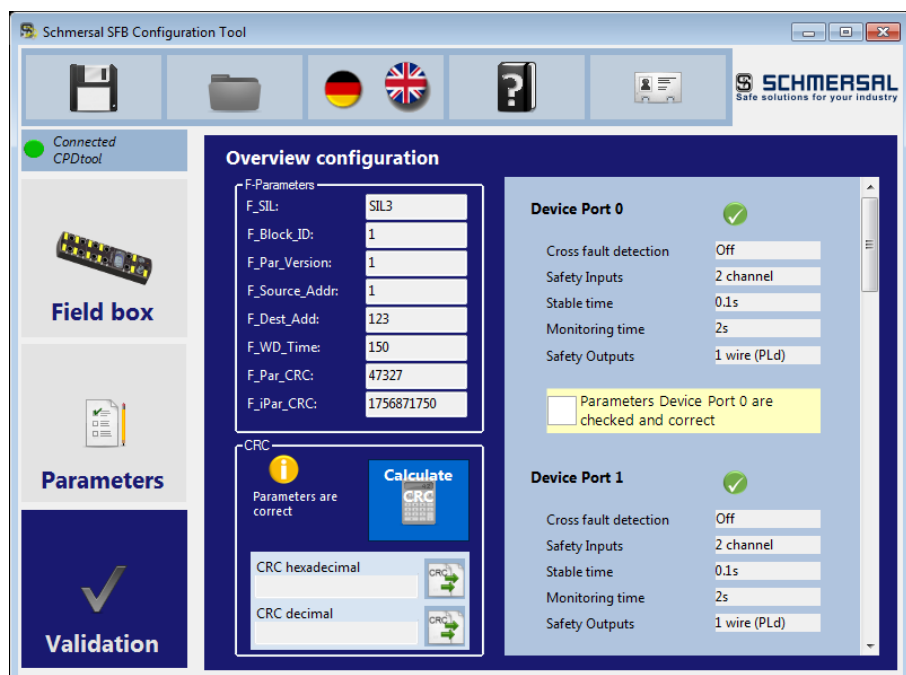 Schmersal SFB Configuration Tool
SCHMERSAL
Safe solutions for your industry
Connected
CPDtool
Field box
Parameters
Validation
Overview configuration
F-Parameters
F_SIL: SIL3
F_Block_ID: 1
F_Par_Version: 1
F_Source_Addr: 1
F_Dest_Add: 123
F_WD_Time: 150
F_Par_CRC: 47327
F_iPar_CRC: 1756871750
CRC
Parameters are
correct
Calculate
CRC
CRC hexadecimal
CRC
CRC decimal
CRC
Device Port 0
Cross fault detection Off
Safety Inputs 2 channel
Stable time 0.1s
Monitoring time 2s
Safety Outputs 1 wire (PLd)
Parameters Device Port 0 are
checked and correct
Device Port 1
Cross fault detection Off
Safety Inputs 2 channel
Stable time 0.1s
Monitoring time 2s
Safety Outputs 1 wire (PLd)